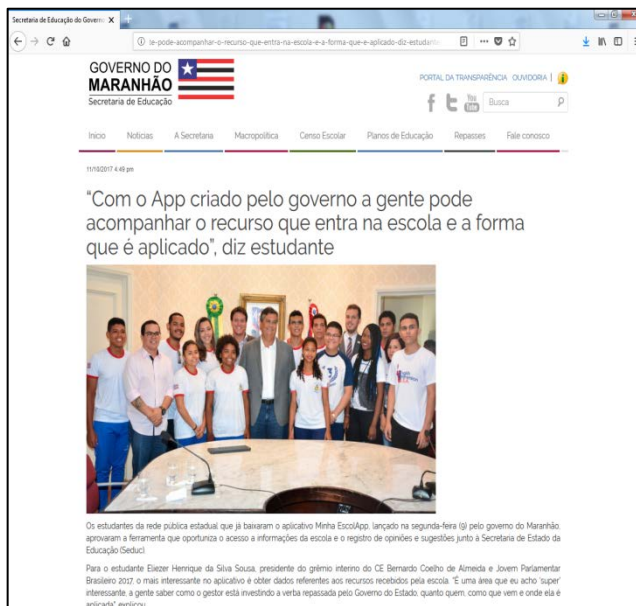 Secretaria de Educação do Govern
je-pode-acompanhar-o-recurso-que-entra-na-escola-e-a-forma-que-e-aplicado-diz-estudante
GOVERNO DO
MARANHÃO
Secretaria de Educação
PORTAL DA TRANSPARÊNCIA OUVIDORIA
You
Tube
Busca
Início Notícias A Secretaria Macropolítica Censo Escolar Planos de Educação Repasses Fale conosco
11/10/2017 4:49 pm
“Com o App criado pelo governo a gente pode
acompanhar o recurso que entra na escola e a forma
que é aplicado”, diz estudante
Os estudantes da rede pública estadual que já baixaram o aplicativo Minha EscolApp, lançado na segunda-feira (9) pelo governo do Maranhão,
aprovaram a ferramenta que oportuniza o acesso a informações da escola e o registro de opiniões e sugestões junto à Secretaria de Estado da
Educação (Seduc)
Para o estudante Eliezer Henrique da Silva Sousa, presidente do grêmio interino do CE Bernardo Coelho de Almeida e Jovem Parlamentar
Brasileiro 2017, o mais interessante no aplicativo é obter dados referentes aos recursos recebidos pela escola. “É uma área que eu acho ‘super’
interessante, a gente saber como o gestor está investindo a verba repassada pelo Governo do Estado, quanto quem, como que vem e onde ela é
aplicada”, explicou